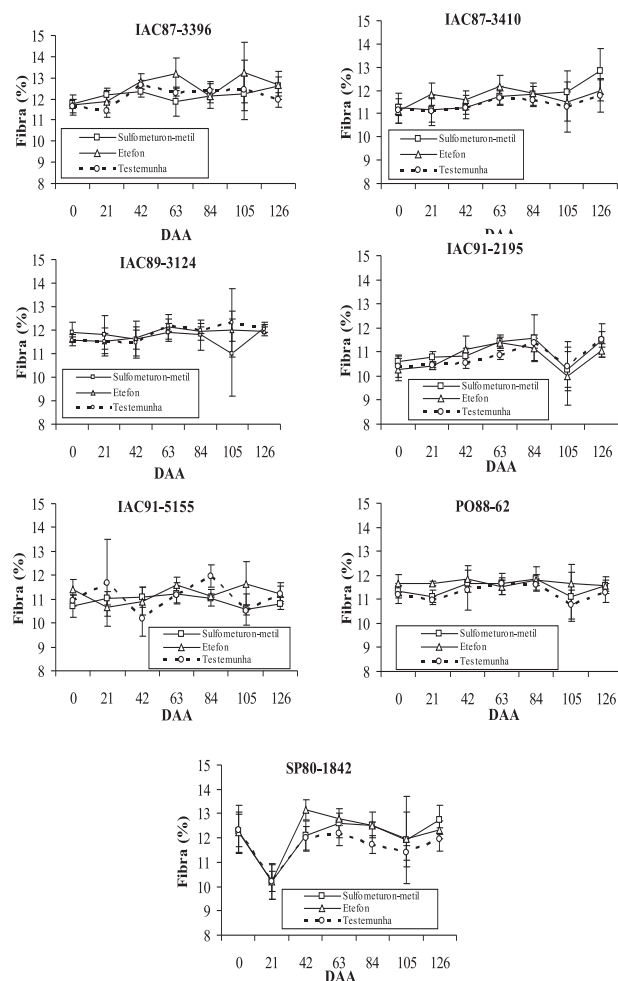 IAC87-3396
Fibra (%)
15
14
13
12
11
10
9
8
Sulfometuron-metil
Etefon
Testemunha
0 21 42 63 84 105 126
DAA
IAC87-3410
Fibra (%)
15
14
13
12
11
10
9
8
Sulfometuron-metil
Etefon
Testemunha
0 21 42 63 84 105 126
DAA
IAC89-3124
Fibra (%)
15
14
13
12
11
10
9
8
Sulfometuron-metil
Etefon
Testemunha
0 21 42 63 84 105 126
DAA
IAC91-2195
Fibra (%)
15
14
13
12
11
10
9
8
Sulfometuron-metil
Etefon
Testemunha
0 21 42 63 84 105 126
DAA
IAC91-5155
Fibra (%)
15
14
13
12
11
10
9
8
Sulfometuron-metil
Etefon
Testemunha
0 21 42 63 84 105 126
DAA
PO88-62
Fibra (%)
15
14
13
12
11
10
9
8
Sulfometuron-metil
Etefon
Testemunha
0 21 42 63 84 105 126
DAA
SP80-1842
Fibra (%)
15
14
13
12
11
10
9
8
Sulfometuron-metil
Etefon
Testemunha
0 21 42 63 84 105 126
DAA